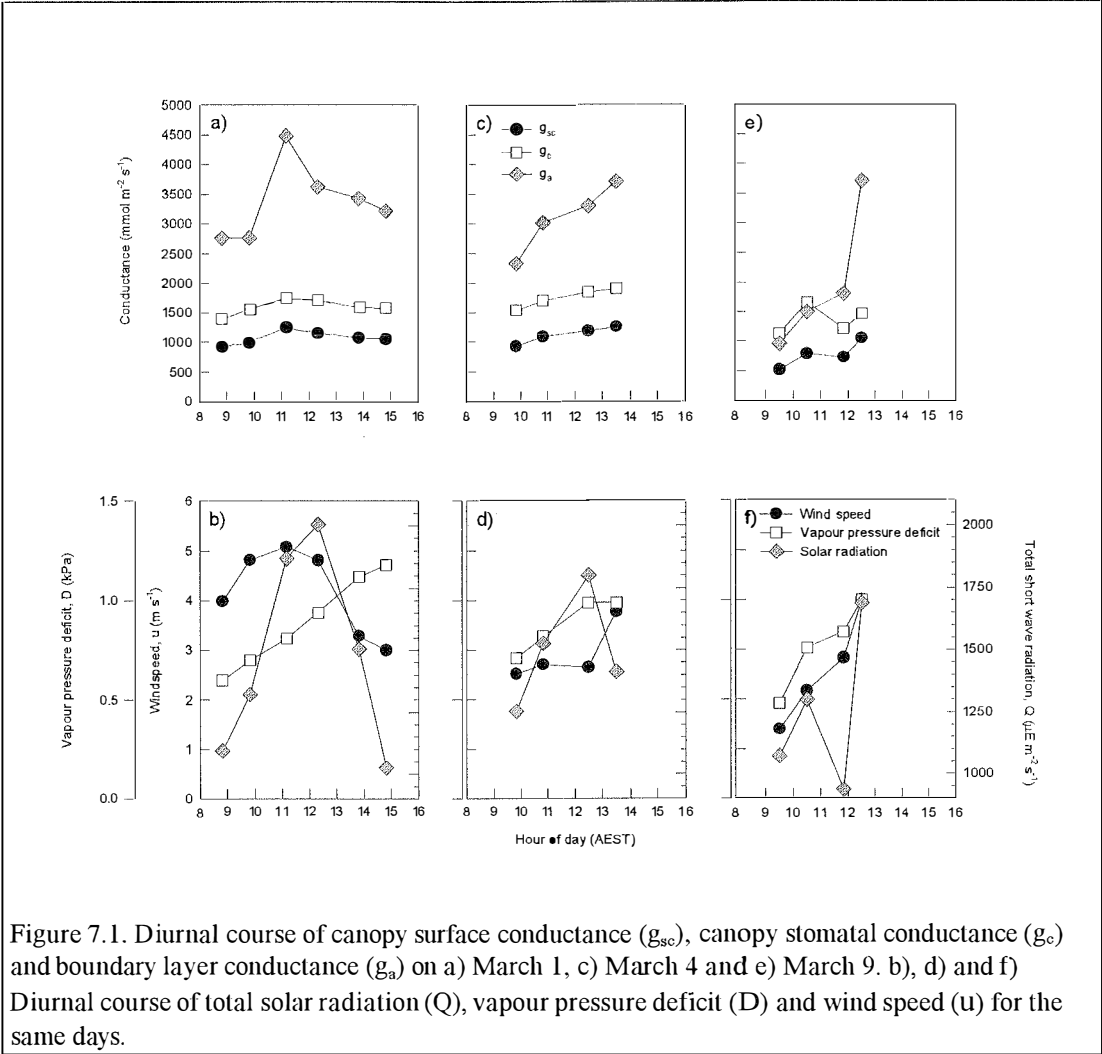 a)
c)
e)
g_sc
g_c
g_a
Conductance (mmol m⁻² s⁻¹)
5000
4500
4000
3500
3000
2500
2000
1500
1000
500
0
8 9 10 11 12 13 14 15 16
8 9 10 11 12 13 14 15 16
8 9 10 11 12 13 14 15 16
b)
d)
f)
Wind speed
Vapour pressure deficit
Solar radiation
Vapour pressure deficit, D (kPa)
1.5
1.0
0.5
0.0
Windspeed, u (m s⁻¹)
6
5
4
3
2
1
0
2000
1750
1500
1250
1000
Total short wave radiation, Q (µE m⁻² s⁻¹)
8 9 10 11 12 13 14 15 16
8 9 10 11 12 13 14 15 16
8 9 10 11 12 13 14 15 16
Hour of day (AEST)
Figure 7.1. Diurnal course of canopy surface conductance (g_sc), canopy stomatal conductance (g_c)
and boundary layer conductance (g_a) on a) March 1, c) March 4 and e) March 9. b), d) and f)
Diurnal course of total solar radiation (Q), vapour pressure deficit (D) and wind speed (u) for the
same days.